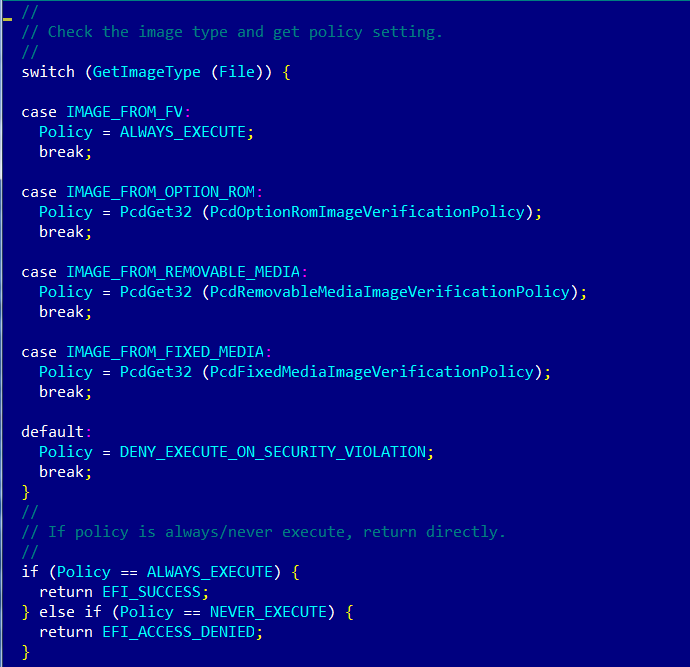 //
// Check the image type and get policy setting.
//
switch (GetImageType (File)) {
case IMAGE_FROM_FV:
Policy = ALWAYS_EXECUTE;
break;
case IMAGE_FROM_OPTION_ROM:
Policy = PcdGet32 (PcdOptionRomImageVerificationPolicy);
break;
case IMAGE_FROM_REMOVABLE_MEDIA:
Policy = PcdGet32 (PcdRemovableMediaImageVerificationPolicy);
break;
case IMAGE_FROM_FIXED_MEDIA:
Policy = PcdGet32 (PcdFixedMediaImageVerificationPolicy);
break;
default:
Policy = DENY_EXECUTE_ON_SECURITY_VIOLATION;
break;
}
//
// If policy is always/never execute, return directly.
//
if (Policy == ALWAYS_EXECUTE) {
return EFI_SUCCESS;
} else if (Policy == NEVER_EXECUTE) {
return EFI_ACCESS_DENIED;
}